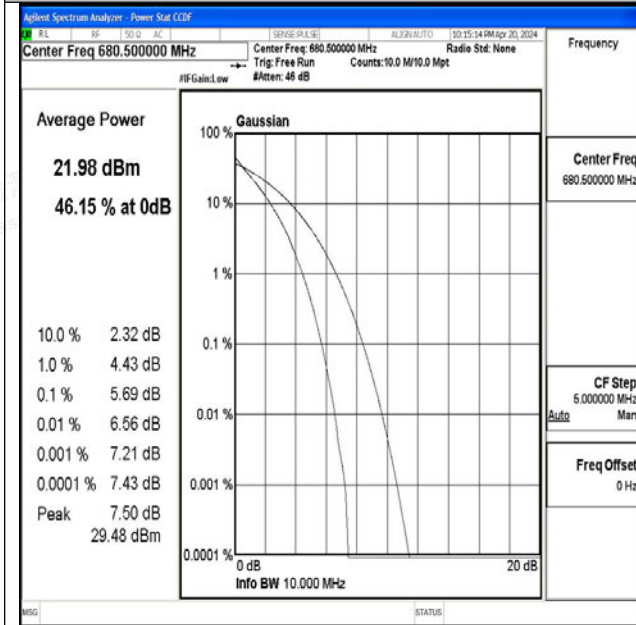 Agilent Spectrum Analyzer - Power Stat CCDF
RL RF 50 Ω AC SENSE:PULSE ALIGNAUTO 10:15:14 PM Apr 20, 2024
Center Freq 680.500000 MHz
Center Freq: 680.500000 MHz Radio Std: None
Trig: Free Run Counts:10.0 M/10.0 Mpt
#IFGain:Low #Atten: 46 dB
Frequency
Average Power
21.98 dBm
46.15 % at 0dB
10.0 % 2.32 dB
1.0 % 4.43 dB
0.1 % 5.69 dB
0.01 % 6.56 dB
0.001 % 7.21 dB
0.0001 % 7.43 dB
Peak 7.50 dB
29.48 dBm
Gaussian
100 %
10 %
1 %
0.1 %
0.01 %
0.001 %
0.0001 %
0 dB 20 dB
Info BW 10.000 MHz
Center Freq
680.500000 MHz
CF Step
5.000000 MHz
Auto Man
Freq Offset
0 Hz
MSG STATUS